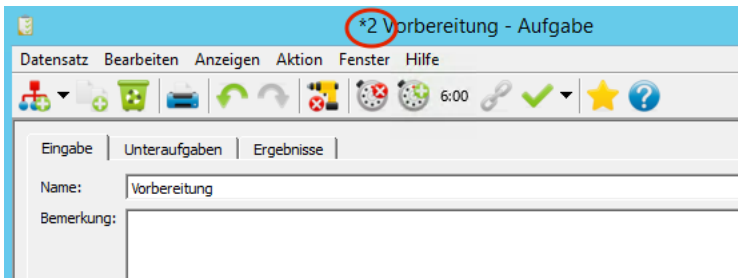 *2 Vorbereitung - Aufgabe
Datensatz Bearbeiten Anzeigen Aktion Fenster Hilfe
6:00
Eingabe Unteraufgaben Ergebnisse
Name: Vorbereitung
Bemerkung: